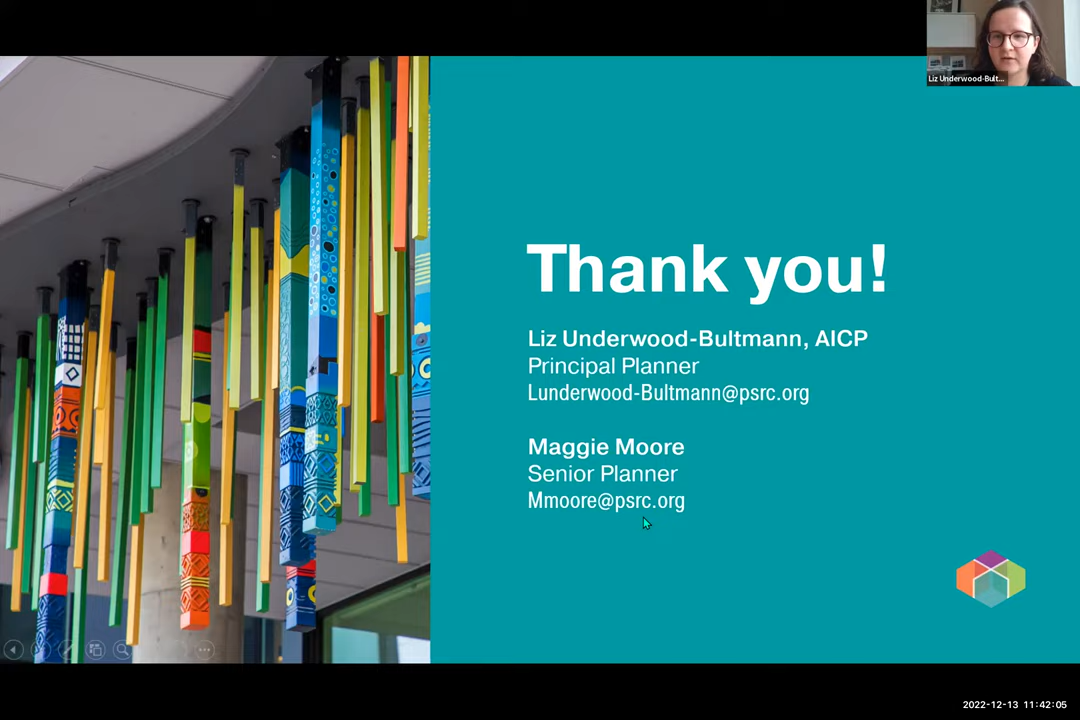 Liz Underwood-Bult...
Thank you!
Liz Underwood-Bultmann, AICP
Principal Planner
Lunderwood-Bultmann@psrc.org
Maggie Moore
Senior Planner
Mmoore@psrc.org
2022-12-13 11:42:05